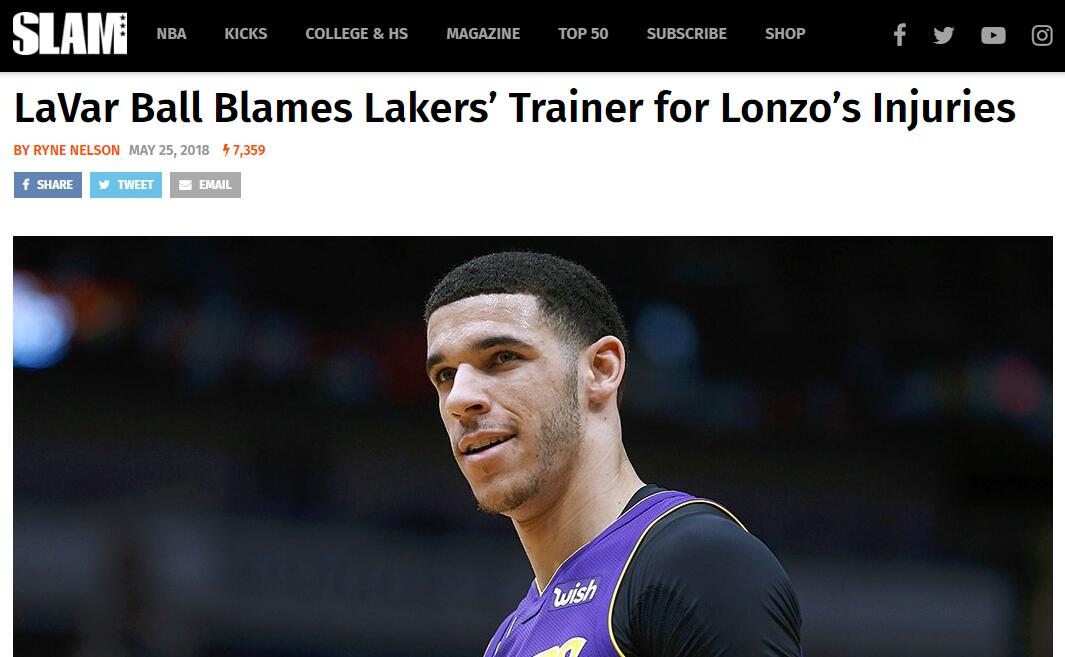 SLAM
NBA KICKS COLLEGE & HS MAGAZINE TOP 50 SUBSCRIBE SHOP
LaVar Ball Blames Lakers’ Trainer for Lonzo’s Injuries
BY RYNE NELSON MAY 25, 2018 7,359
SHARE TWEET EMAIL
wish